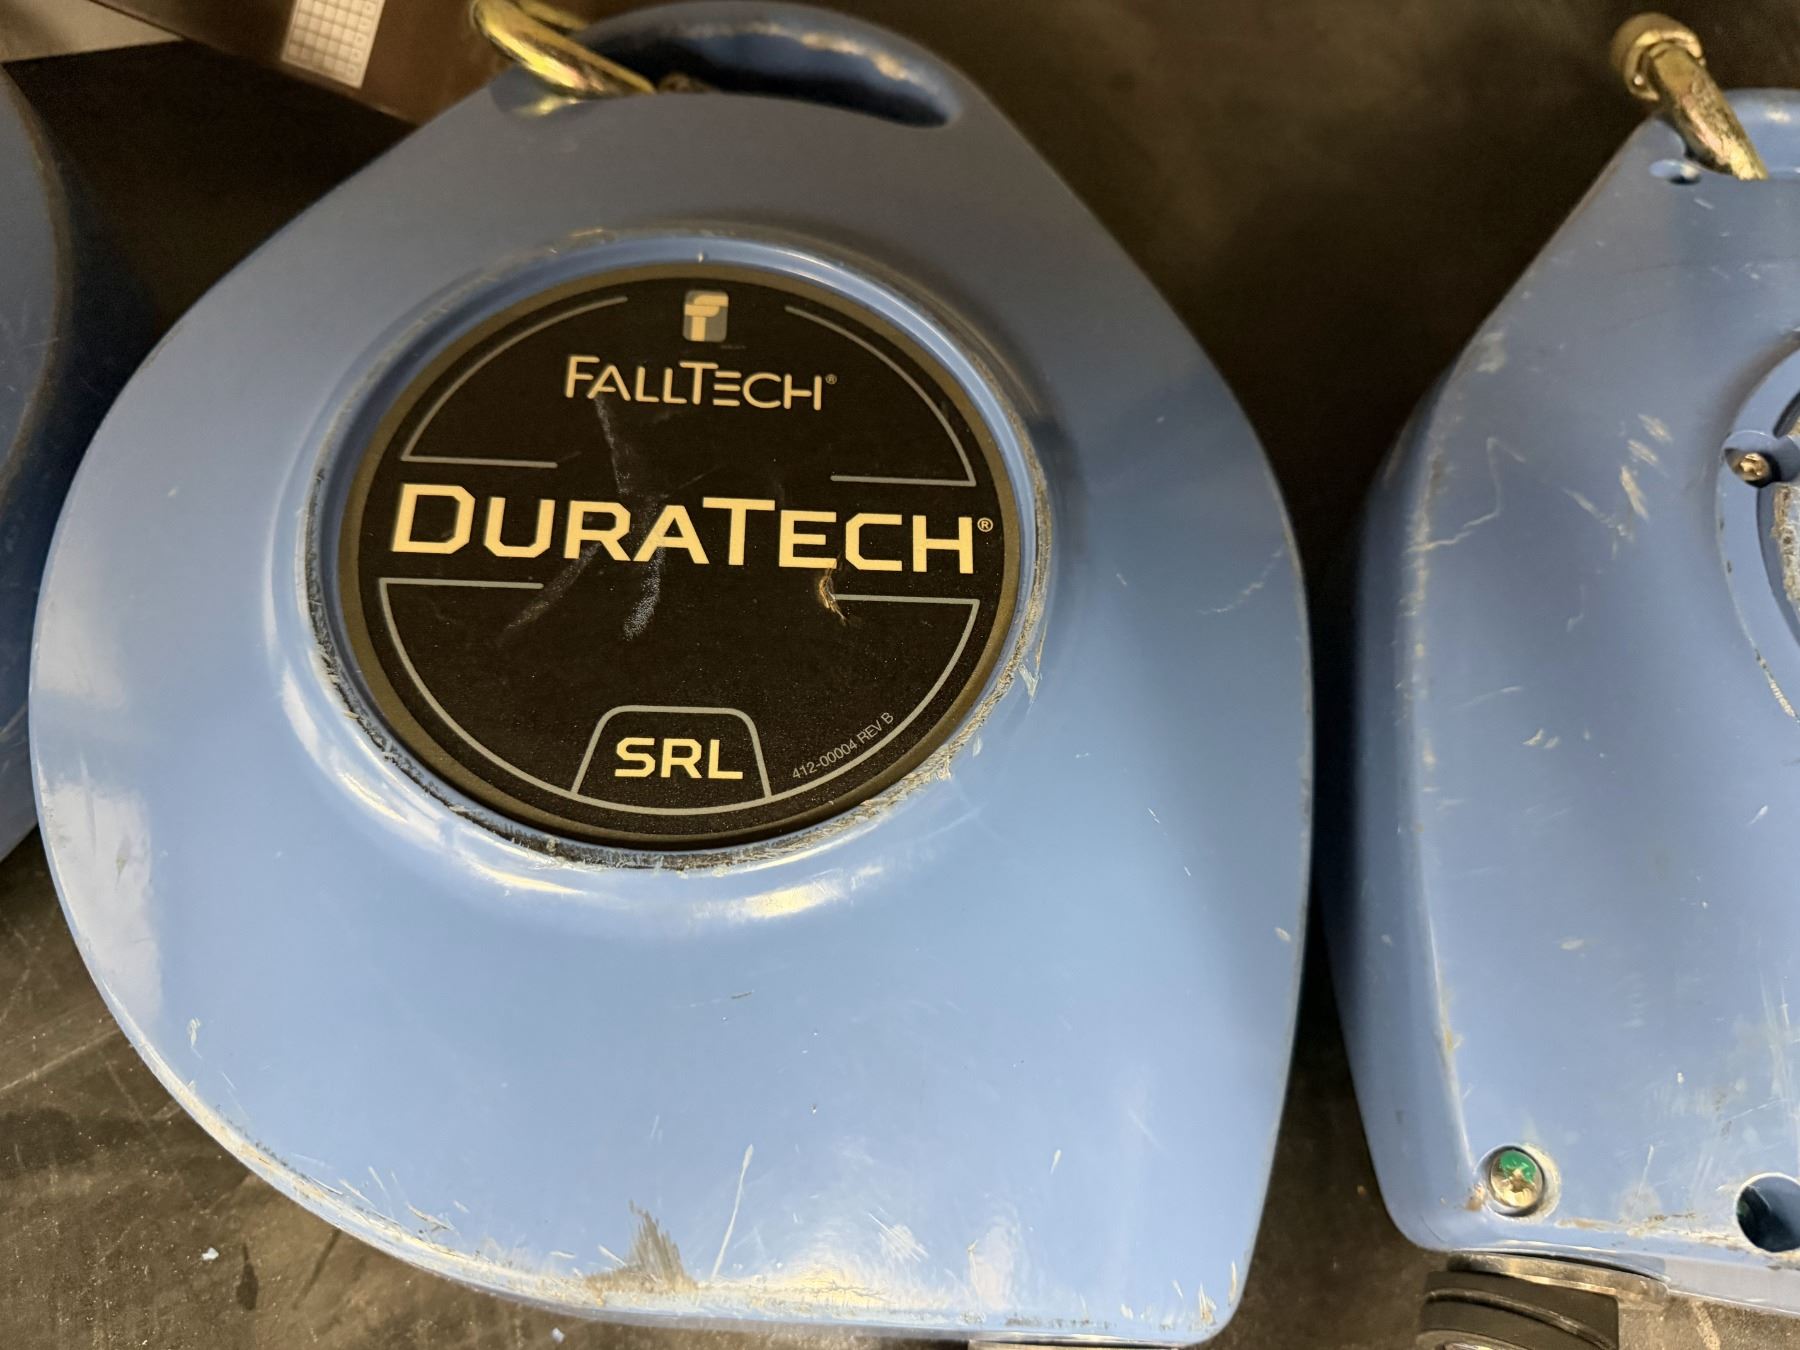 FALLTECH®
DURATECH®
SRL
412-00004 REV B